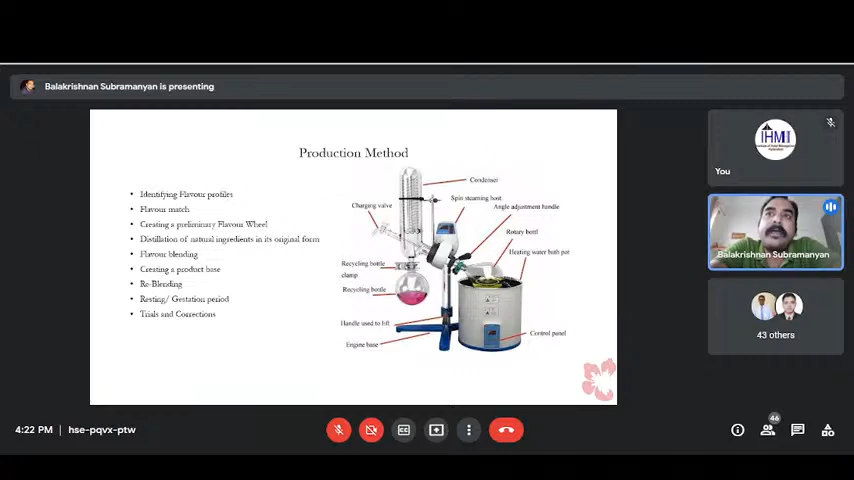 Balakrishnan Subramanyan is presenting
Production Method
• Identifying Flavour profiles
• Flavour match
• Creating a preliminary Flavour Wheel
• Distillation of natural ingredients in its original form
• Flavour blending
• Creating a product base
• Re-Blending
• Resting/ Gestation period
• Trials and Corrections
Condenser
Charging valve
Spin steaming host
Angle adjustment handle
Rotary bottl
Heating water bath pot
Recycling bottle
clamp
Recycling bottle
Handle used to lift
Engine base
Control panel
IHM
You
Balakrishnan Subramanyan
43 others
4:22 PM | hse-pqvx-ptw
46